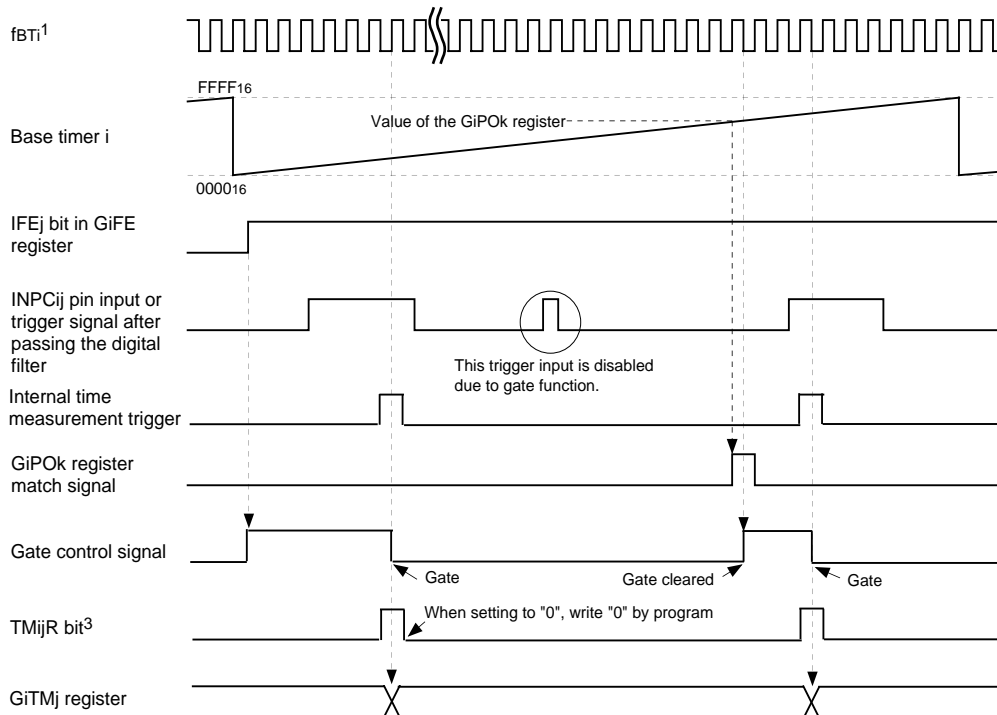 fBTi1
FFFF16
Base timer i
Value of the GiPOk register
000016
IFEj bit in GiFE
register
INPCij pin input or
trigger signal after
passing the digital
filter
This trigger input is disabled
due to gate function.
Internal time
measurement trigger
GiPOk register
match signal
Gate control signal
Gate
Gate cleared
Gate
TMijR bit3
When setting to "0", write "0" by program
GiTMj register